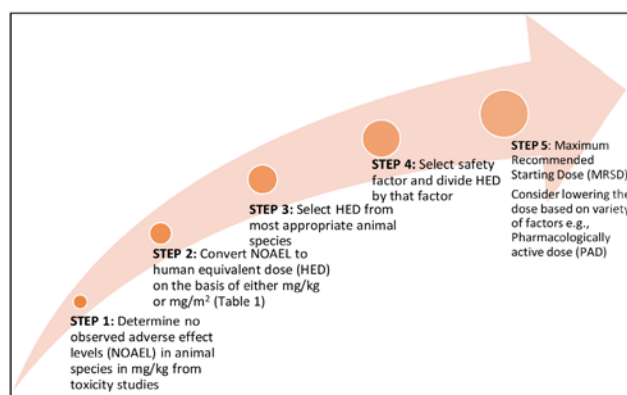 STEP 1: Determine no
observed adverse effect
levels (NOAEL) in animal
species in mg/kg from
toxicity studies
STEP 2: Convert NOAEL to
human equivalent dose (HED)
on the basis of either mg/kg
or mg/m² (Table 1)
STEP 3: Select HED from
most appropriate animal
species
STEP 4: Select safety
factor and divide HED
by that factor
STEP 5: Maximum
Recommended
Starting Dose (MRSD)
Consider lowering the
dose based on variety
of factors e.g.,
Pharmacologically
active dose (PAD)